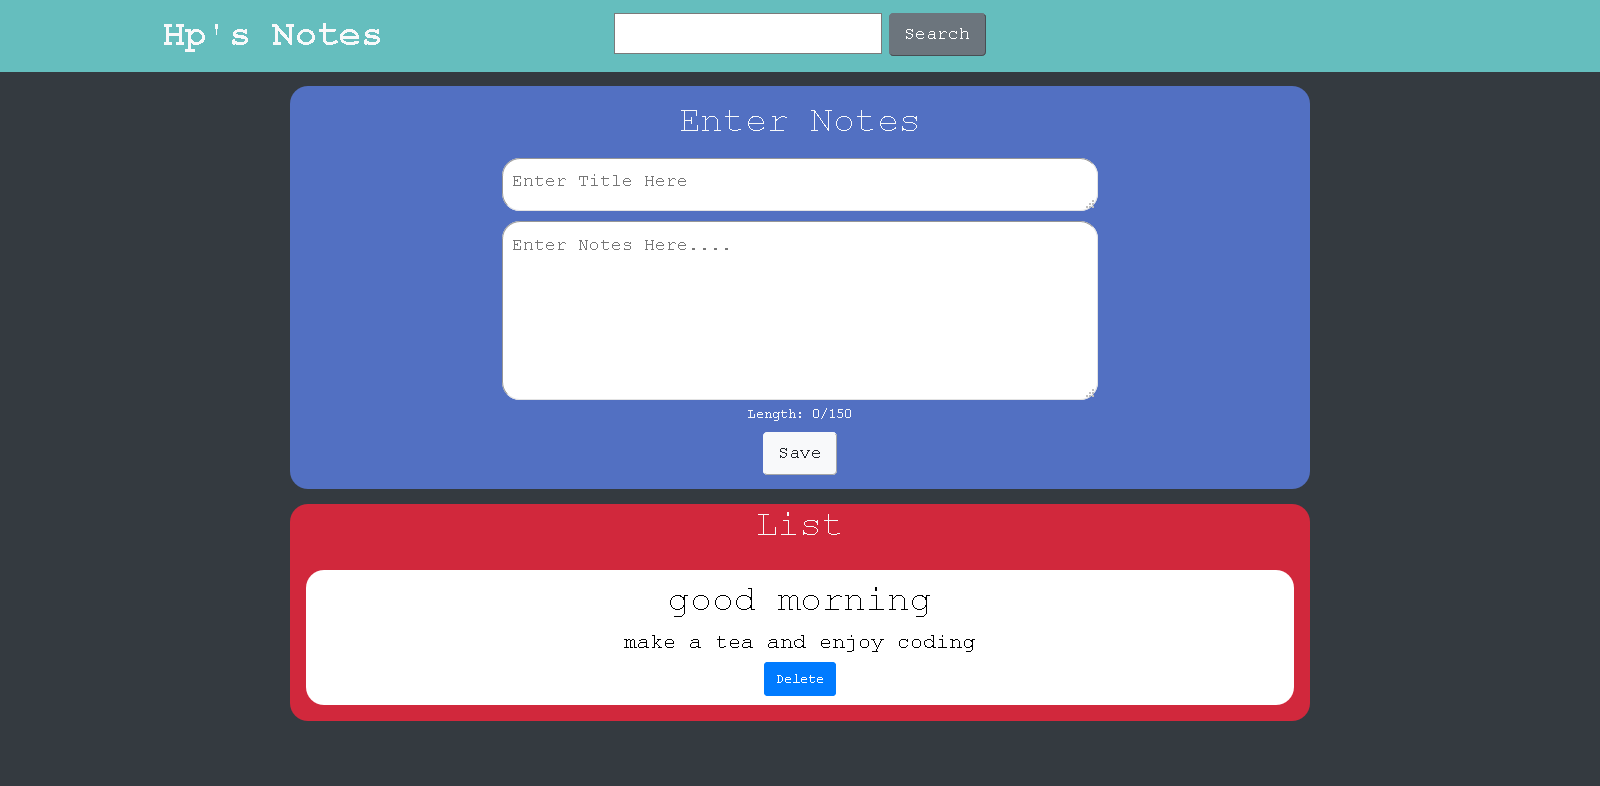 Hp's Notes
Search
Enter Notes
Enter Title Here
Enter Notes Here....
Length: 0/150
Save
List
good morning
make a tea and enjoy coding
Delete